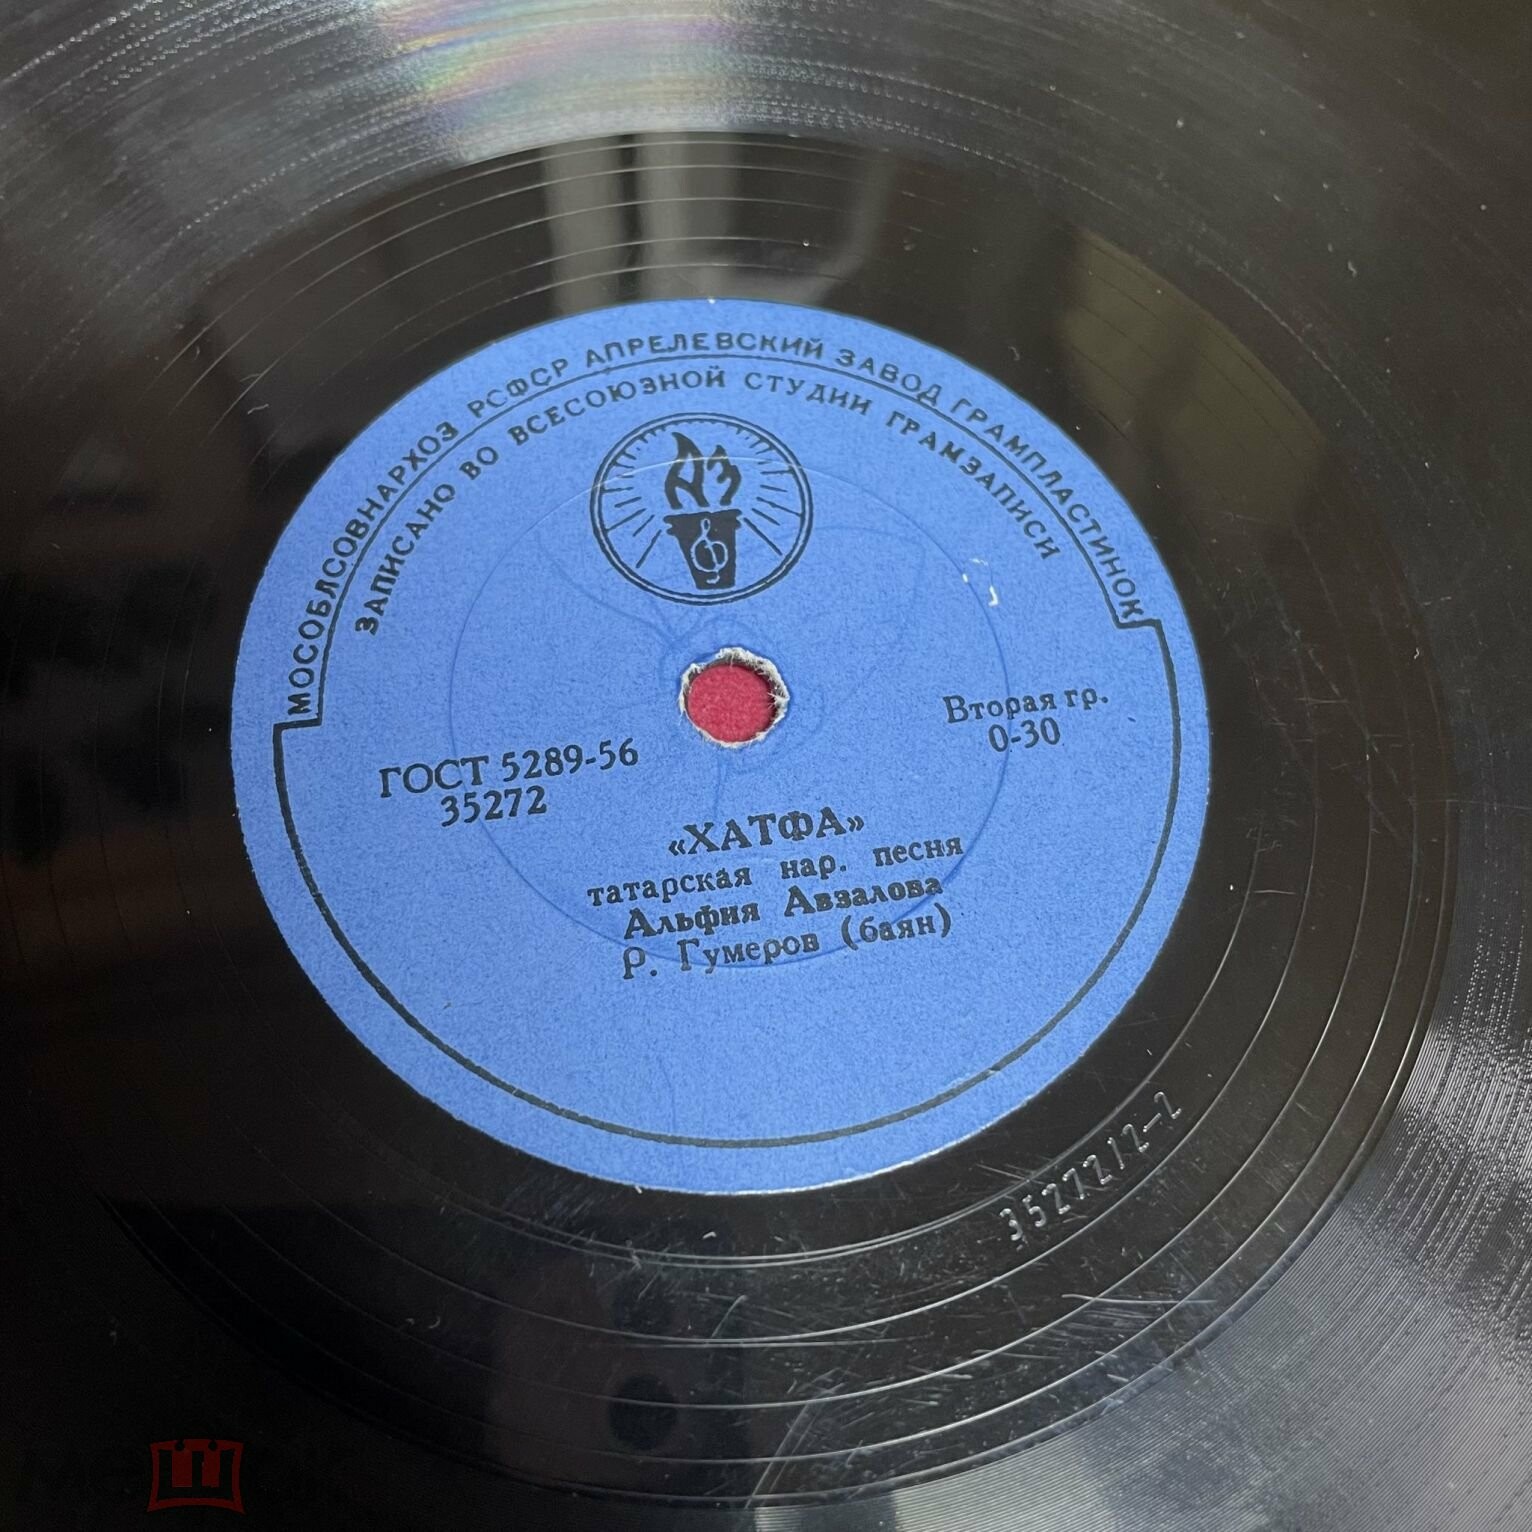 МОСОБЛСОВНАРХОЗ РСФСР АПРЕЛЕВСКИЙ ЗАВОД ГРАМПЛАСТИНОК
ЗАПИСАНО ВО ВСЕСОЮЗНОЙ СТУДИИ ГРАМЗАПИСИ
АЗ
Вторая гр.
0-30
ГОСТ 5289-56
35272
«ХАТФА»
татарская нар. песня
Альфия Авзалова
Р. Гумеров (баян)
35272/2-2